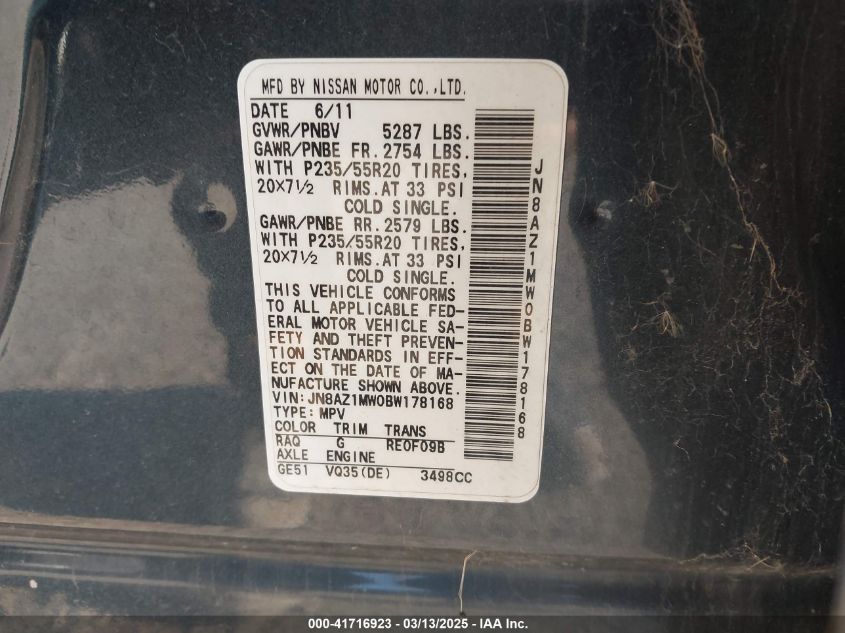 MFD BY NISSAN MOTOR CO.,LTD.
DATE 6/11
GVWR/PNBV 5287 LBS.
GAWR/PNBE FR. 2754 LBS.
WITH P235/55R20 TIRES,
20X7½ RIMS.AT 33 PSI
COLD SINGLE.
GAWR/PNBE RR. 2579 LBS.
WITH P235/55R20 TIRES,
20X7½ RIMS.AT 33 PSI
COLD SINGLE.
THIS VEHICLE CONFORMS
TO ALL APPLICABLE FED-
ERAL MOTOR VEHICLE SA-
FETY AND THEFT PREVEN-
TION STANDARDS IN EFF-
ECT ON THE DATE OF MA-
NUFACTURE SHOWN ABOVE.
VIN: JN8AZ1MW0BW178168
TYPE: MPV
COLOR TRIM TRANS
RAQ G RE0F09B
AXLE ENGINE
GE51 VQ35(DE) 3498CC
JN8AZ1MW0BW178168
000-41716923 - 03/13/2025 - IAA Inc.